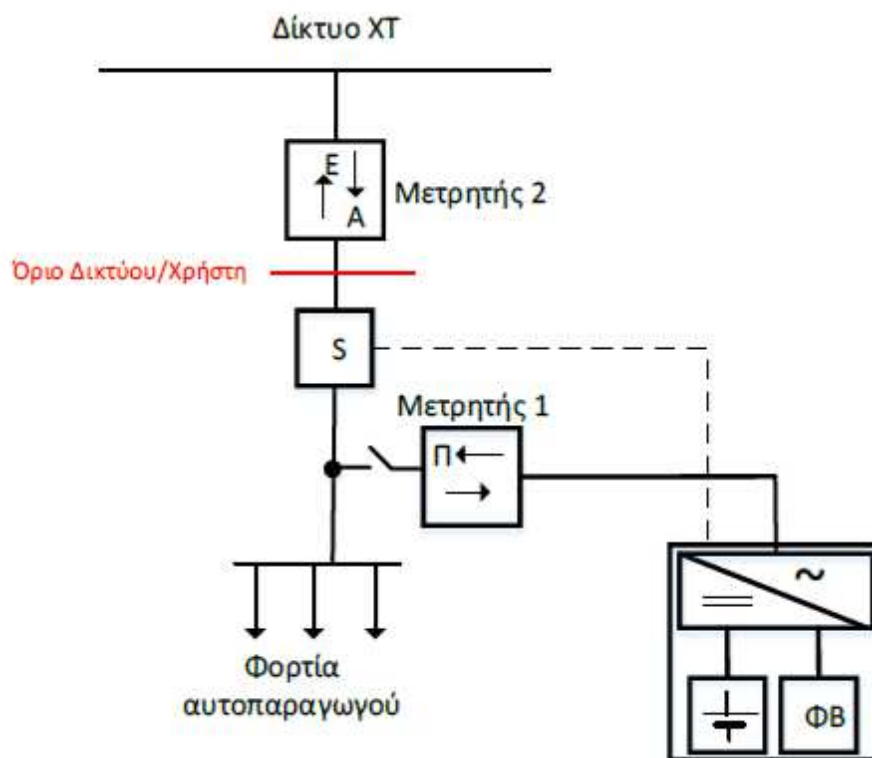 Δίκτυο ΧΤ
Ε
Α
Μετρητής 2
Όριο Δικτύου/Χρήστη
S
Μετρητής 1
Π
~
Φορτία
αυτοπαραγωγού
ΦΒ